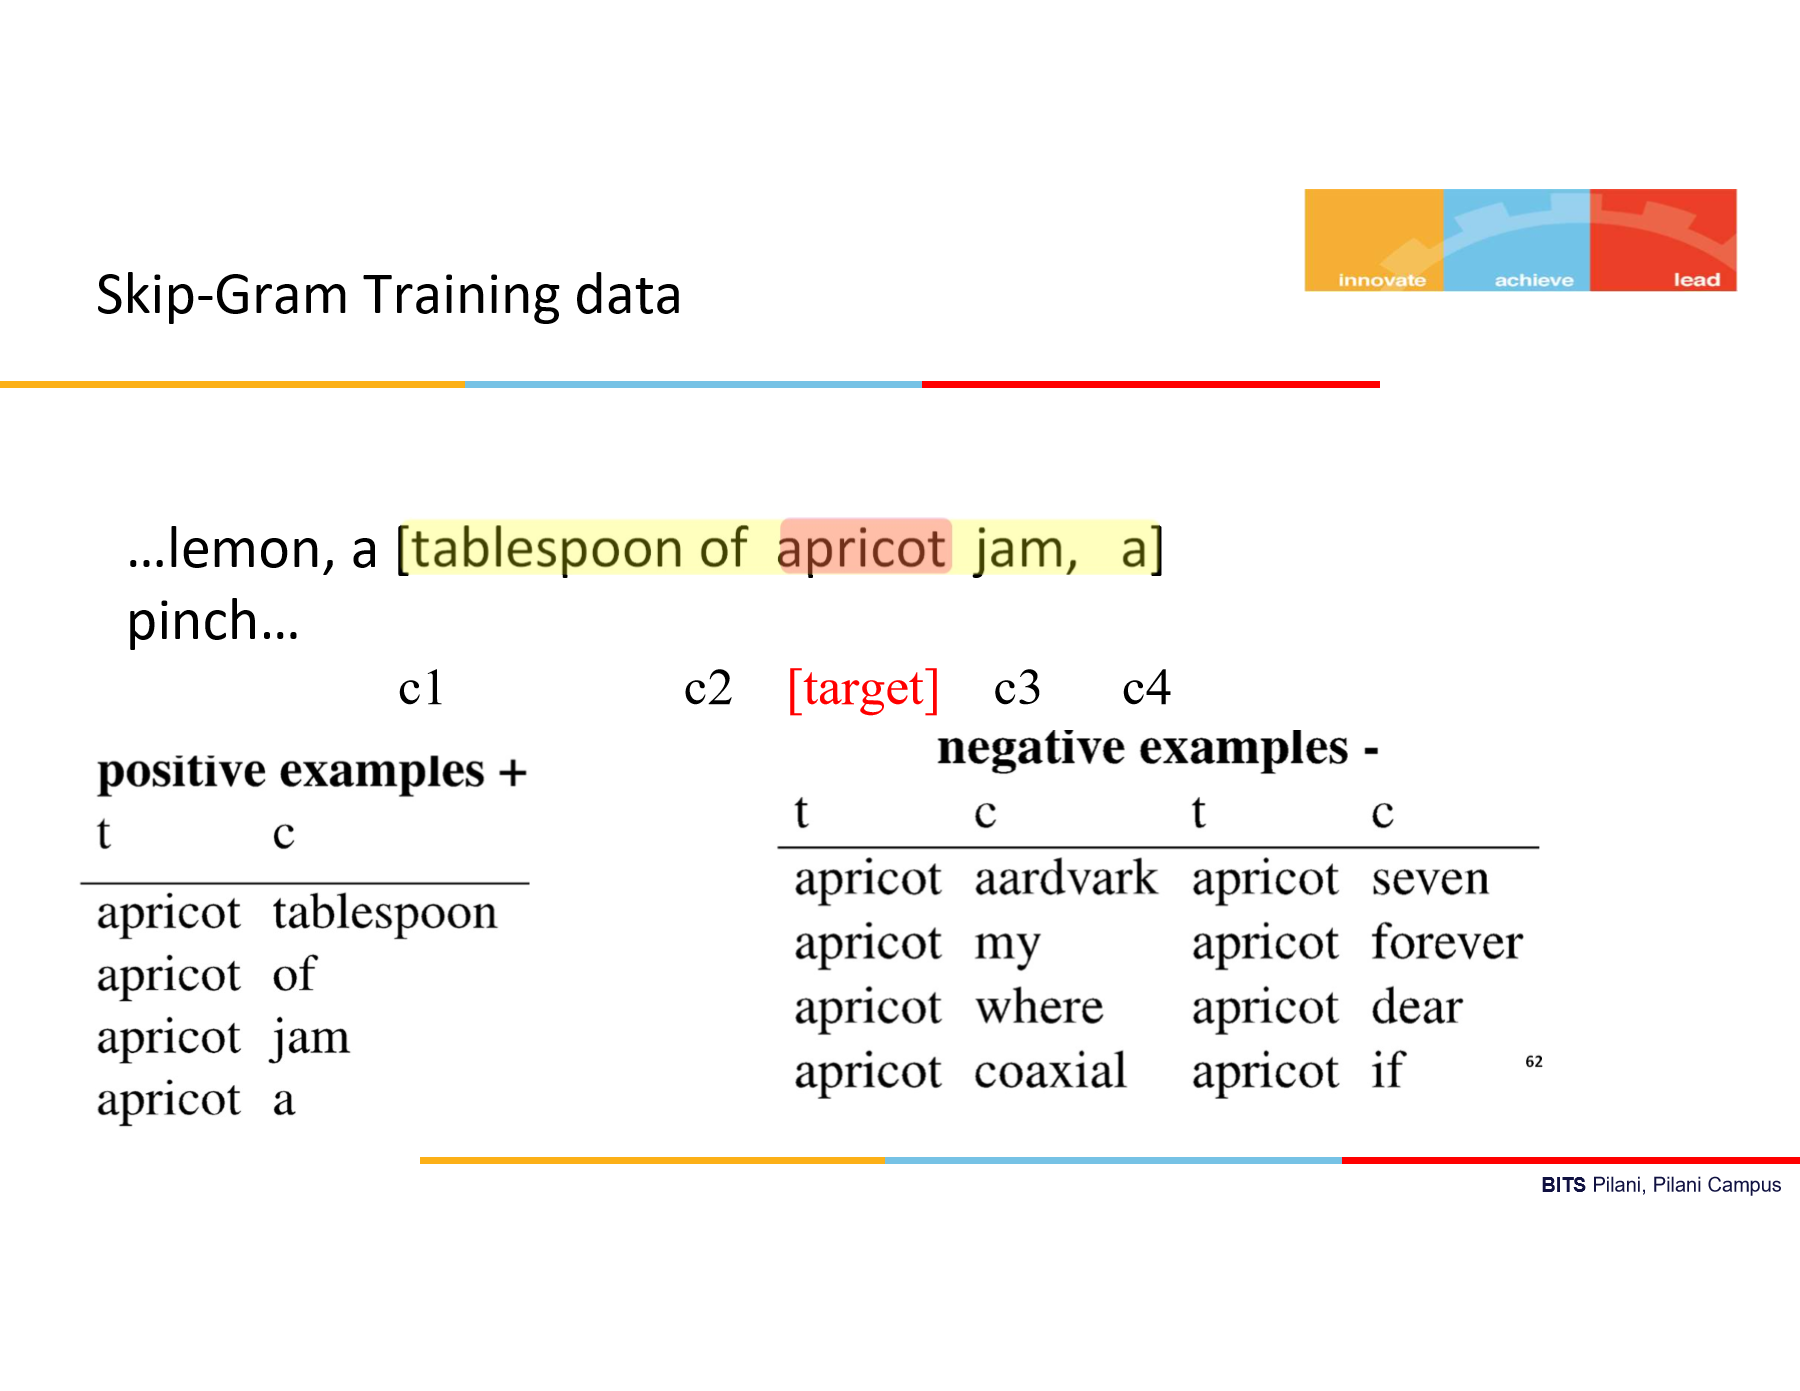 innovate achieve lead
Skip-Gram Training data
...lemon, a [tablespoon of apricot jam, a]
pinch...
c1 c2 [target] c3 c4
positive examples +
t c
apricot tablespoon
apricot of
apricot jam
apricot a
negative examples -
t c t c
apricot aardvark apricot seven
apricot my apricot forever
apricot where apricot dear
apricot coaxial apricot if
62
BITS Pilani, Pilani Campus